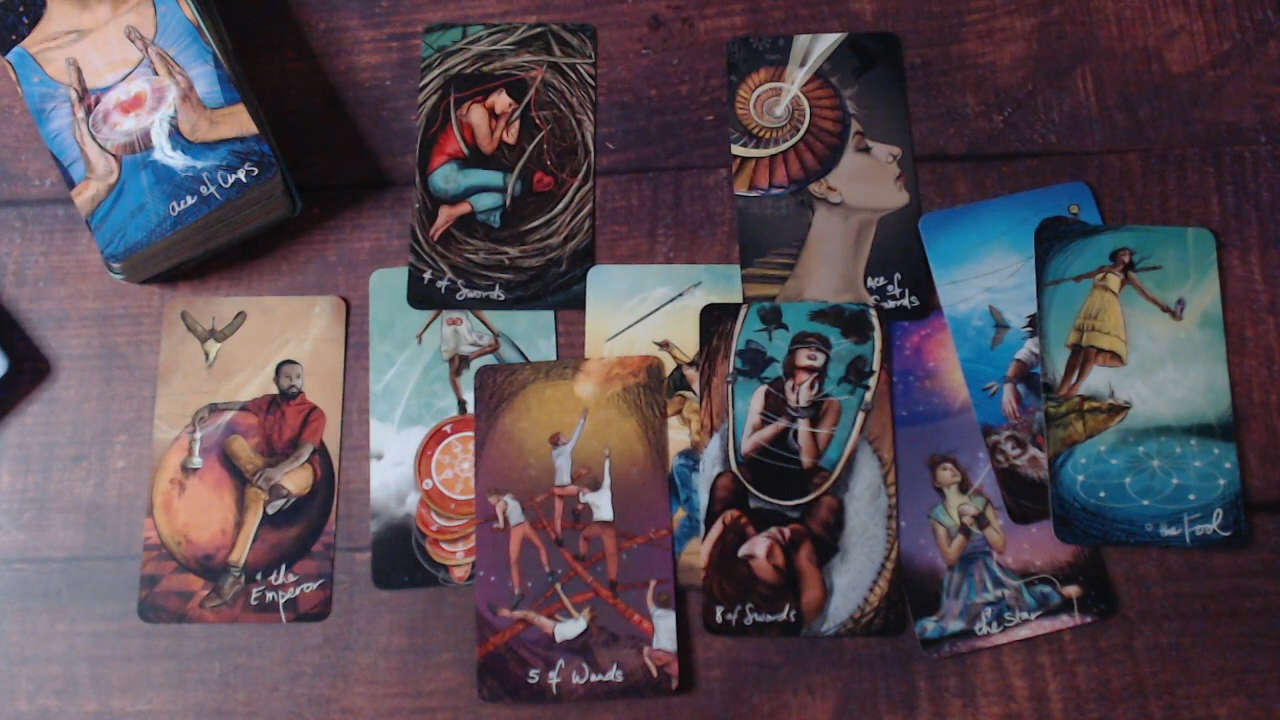 ace of Cups
4 of Swords
Ace
of
Swords
the
Emperor
5 of Wands
8 of Swords
the Star
0 the Fool